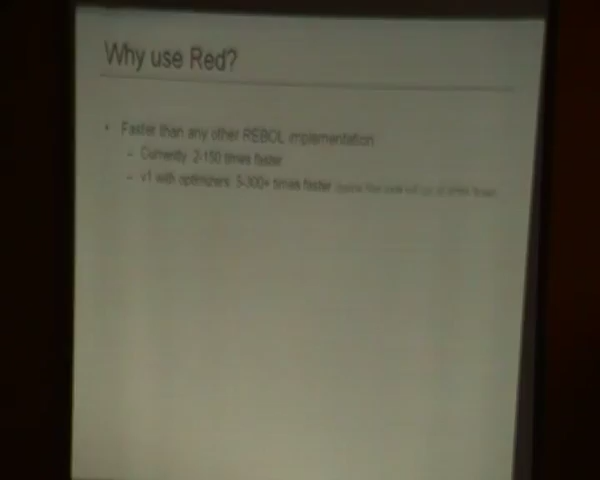 Why use Red?
• Faster than any other REBOL implementation
– Currently: 2-150 times faster
– v1 with optimizers: 5-300+ times faster